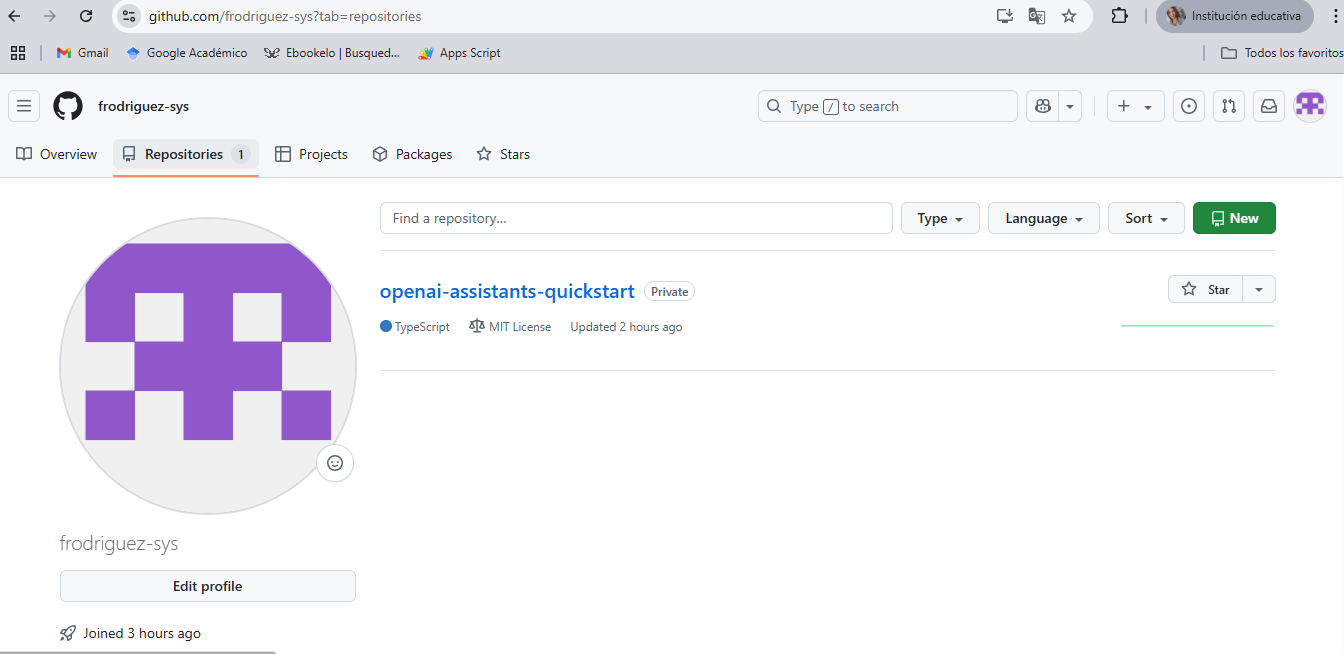 github.com/frodriguez-sys?tab=repositories
Institución educativa
Gmail
Google Académico
Ebookelo | Busqued...
Apps Script
Todos los favoritos
frodriguez-sys
Type / to search
Overview
Repositories 1
Projects
Packages
Stars
Find a repository...
Type
Language
Sort
New
openai-assistants-quickstart Private
Star
TypeScript
MIT License
Updated 2 hours ago
frodriguez-sys
Edit profile
Joined 3 hours ago